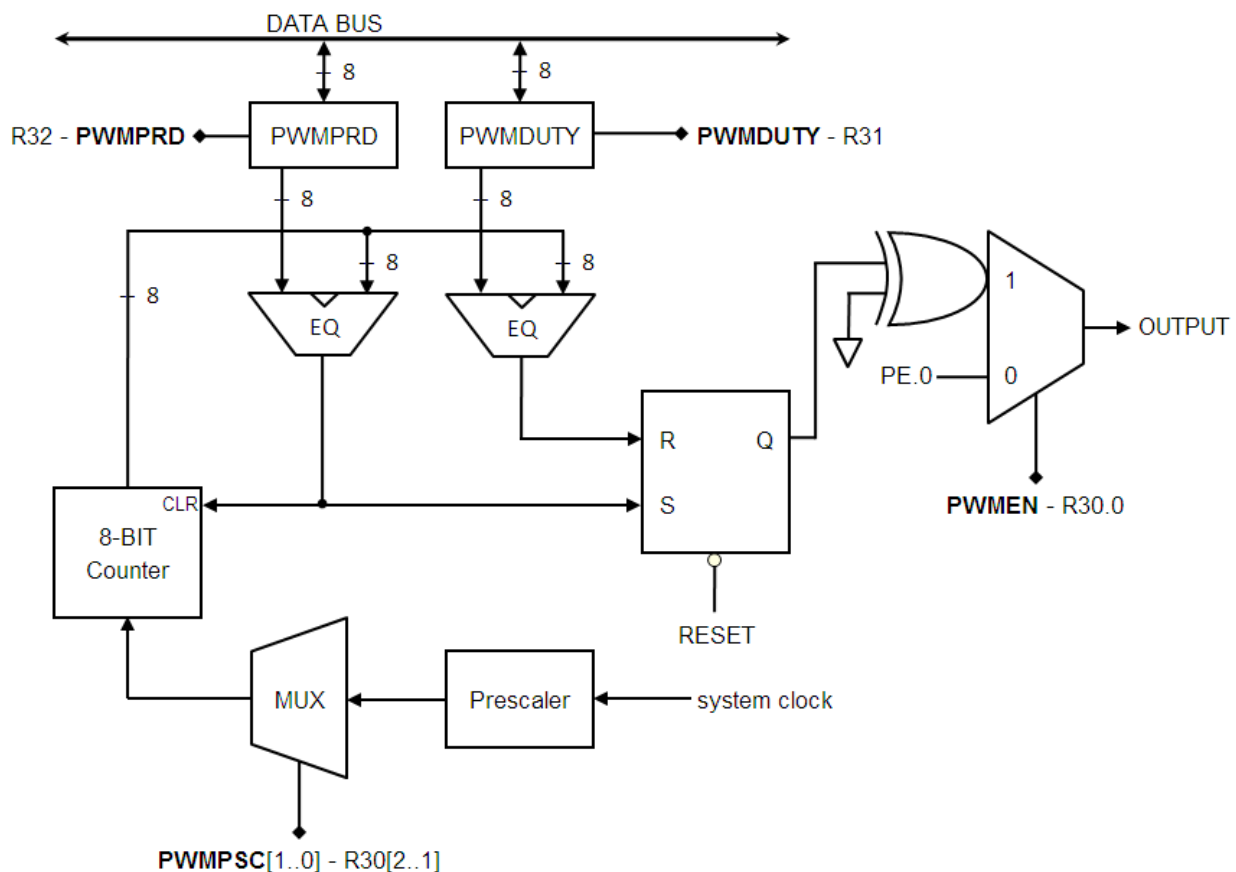 DATA BUS
8
8
R32 - PWMPRD
PWMPRD
PWMDUTY
PWMDUTY - R31
8
8
8
8
8
EQ
EQ
1
OUTPUT
PE.0
0
R
Q
S
CLR
8-BIT
Counter
PWMEN - R30.0
RESET
MUX
Prescaler
system clock
PWMPSC[1..0] - R30[2..1]